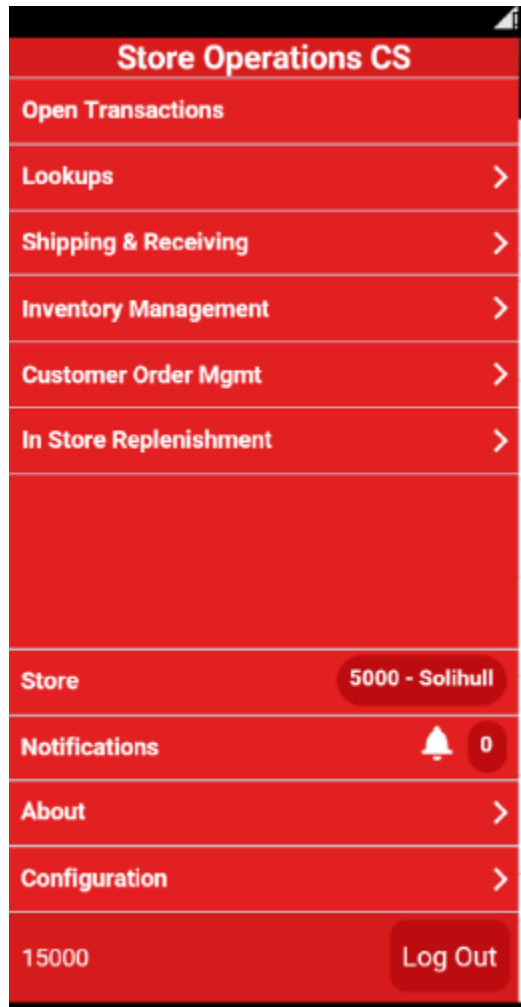 Store Operations CS
Open Transactions
Lookups
Shipping & Receiving
Inventory Management
Customer Order Mgmt
In Store Replenishment
Store 5000 - Solihull
Notifications 0
About
Configuration
15000 Log Out